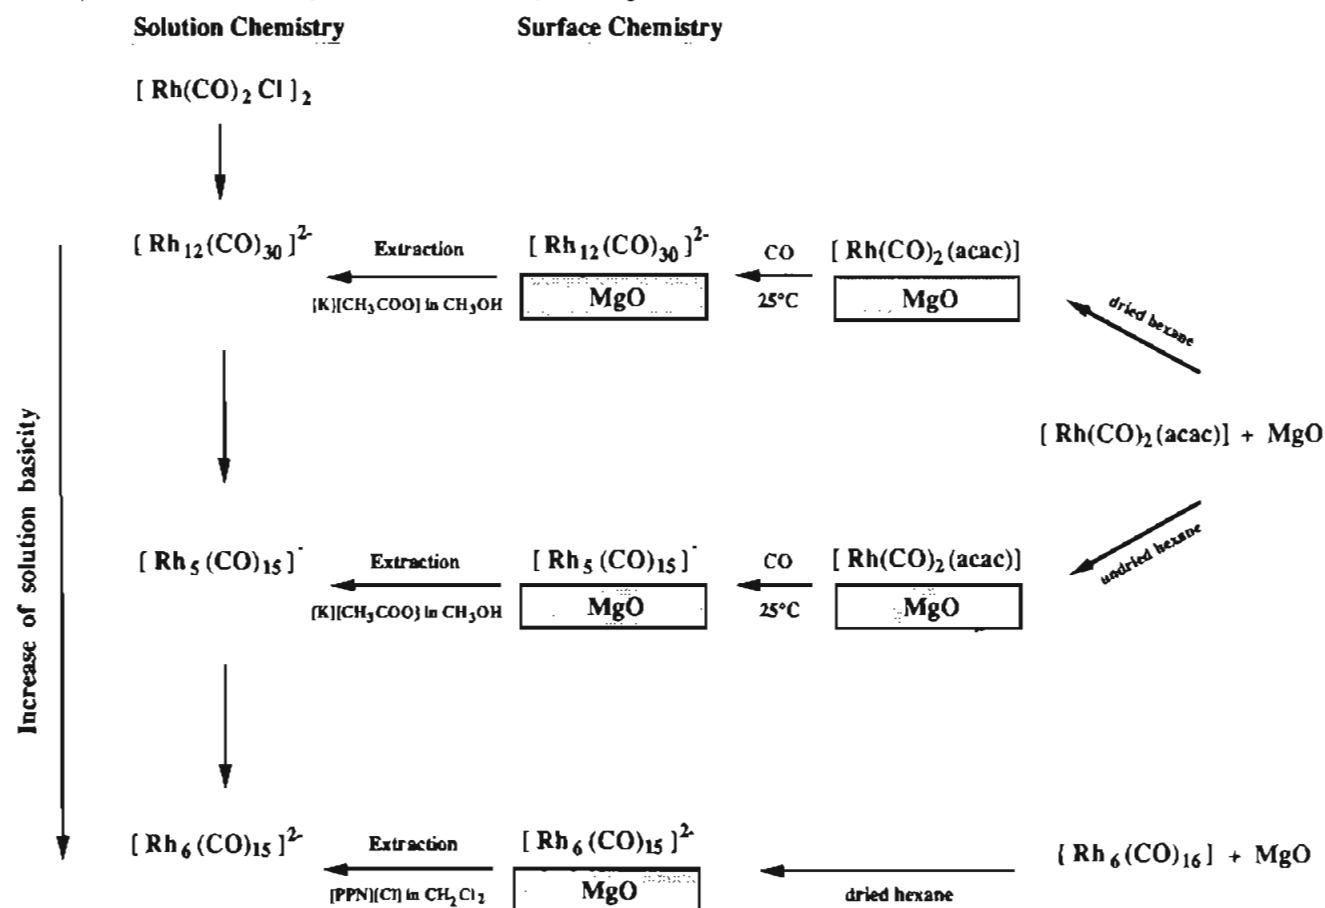 Solution Chemistry
Surface Chemistry
[ Rh(CO)2 Cl ]2
[ Rh12(CO)30 ]2-
Extraction
[K][CH3COO] in CH3OH
[ Rh12(CO)30 ]2-
MgO
CO
25°C
[ Rh(CO)2(acac)]
MgO
dried hexane
[ Rh(CO)2(acac)] + MgO
undried hexane
Increase of solution basicity
[ Rh5(CO)15 ]-
Extraction
[K][CH3COO] in CH3OH
[ Rh5(CO)15 ]-
MgO
CO
25°C
[ Rh(CO)2(acac)]
MgO
[ Rh6(CO)15 ]2-
Extraction
[PPN][Cl] in CH2Cl2
[ Rh6(CO)15 ]2-
MgO
dried hexane
[ Rh6(CO)16 ] + MgO